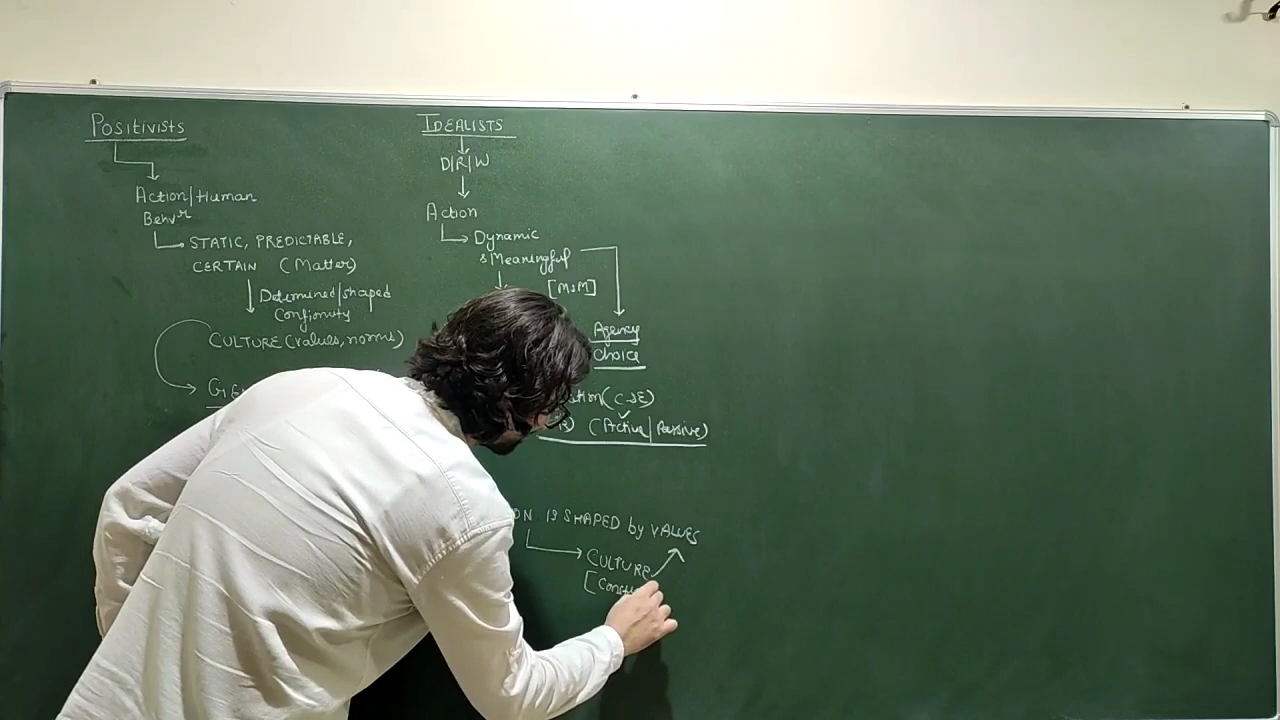 POSITIVISTS
Action/Human
Behvr
STATIC, PREDICTABLE,
CERTAIN (Matter)
Determined/shaped
Conformity
CULTURE (values, norms)
IDEALISTS
D/R/W
Action
Dynamic
& Meaningful
[MSM]
Agency
Choice
(Active/Passive)
IS SHAPED by VALUES
CULTURE